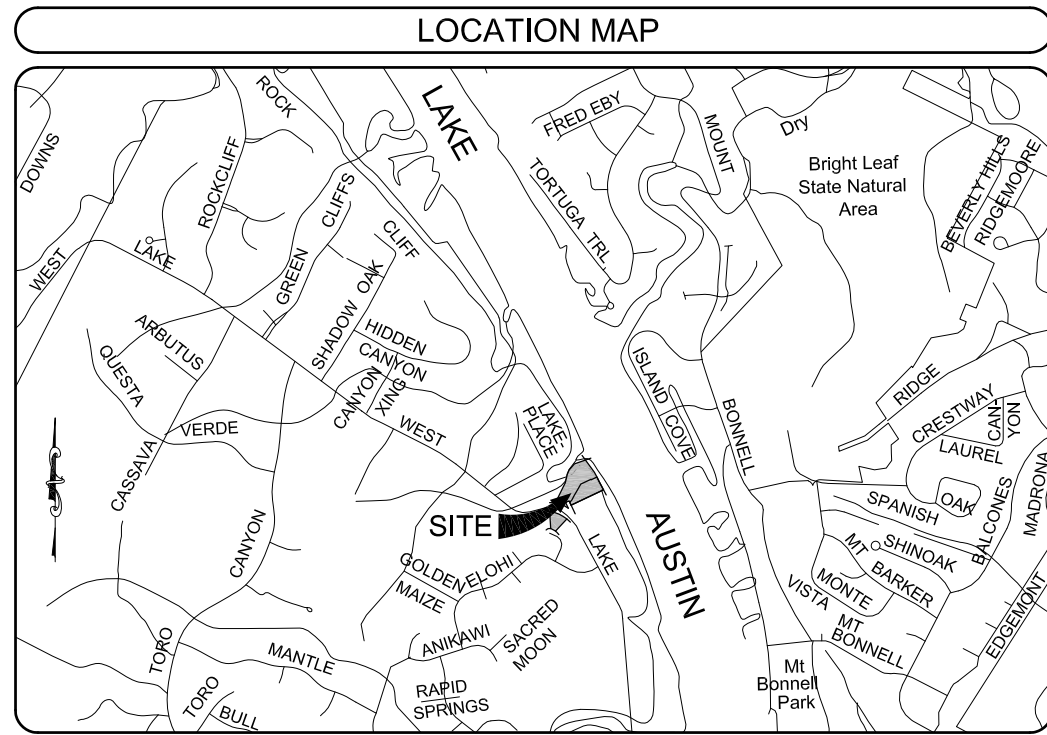 LOCATION MAP
ROCK
LAKE
FRED EBY
MOUNT
Dry
DOWNS
ROCKCLIFF
Bright Leaf
State Natural
Area
BEVERLY HILLS
RIDGEMOORE
TORTUGA TRL.
CLIFFS
GREEN
CLIFF
WEST
LAKE
SHADOW OAK
ARBUTUS
QUESTA
HIDDEN
CANYON
CANYON
XING
ISLAND
COVE
BONNELL
RIDGE
CRESTWAY
CAN-
YON
LAUREL
VERDE
WEST
LAKE-
PLACE
CASSAVA
SPANISH
OAK
BALCONES
MADRONA
SITE
AUSTIN
LAKE
CANYON
SHINOAK
MT
BARKER
GOLDEN
MAIZE
ELOHI
MONTE
VISTA
MT
BONNELL
EDGEMONT
ANIKAWI
SACRED
MOON
TORO
MANTLE
TORO
BULL
RAPID
SPRINGS
Mt
Bonnell
Park